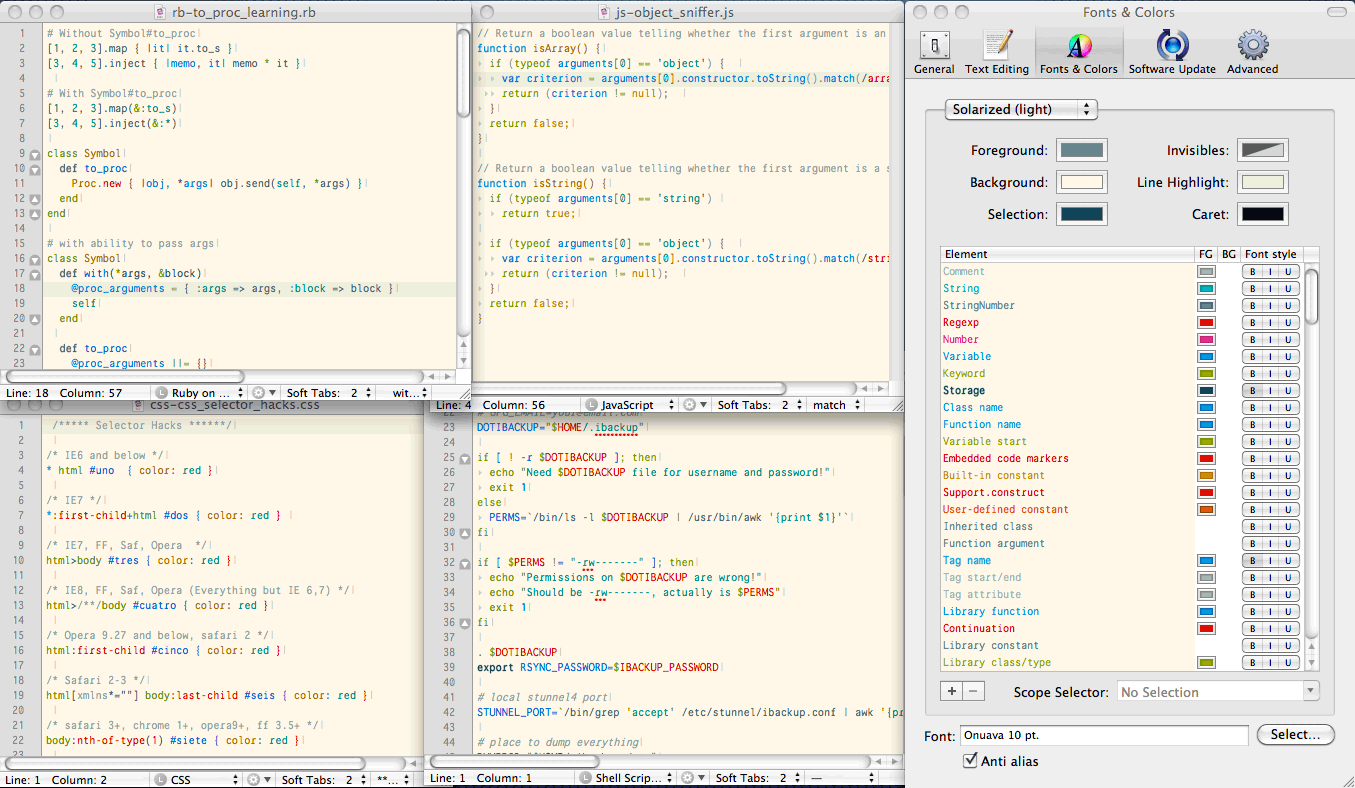 rb-to_proc_learning.rb
1 # Without Symbol#to_proc
2 [1, 2, 3].map { |it| it.to_s }
3 [3, 4, 5].inject { |memo, it| memo * it }
4
5 # With Symbol#to_proc
6 [1, 2, 3].map(&:to_s)
7 [3, 4, 5].inject(&:*)
8
9 class Symbol
10 def to_proc
11 Proc.new { |obj, *args| obj.send(self, *args) }
12 end
13 end
14
15 # with ability to pass args
16 class Symbol
17 def with(*args, &block)
18 @proc_arguments = { :args => args, :block => block }
19 self
20 end
21
22 def to_proc
23 @proc_arguments ||= {}
Line: 18 Column: 57 Ruby on ... Soft Tabs: 2 wit...
js-object_sniffer.js
// Return a boolean value telling whether the first argument is an
function isArray() {
if (typeof arguments[0] == 'object') {
var criterion = arguments[0].constructor.toString().match(/arra
return (criterion != null);
}
return false;
}
// Return a boolean value telling whether the first argument is a s
function isString() {
if (typeof arguments[0] == 'string')
return true;
if (typeof arguments[0] == 'object') {
var criterion = arguments[0].constructor.toString().match(/stri
return (criterion != null);
}
return false;
}
Line: 4 Column: 56 JavaScript Soft Tabs: 2 match
css-css_selector_hacks.css
1 /***** Selector Hacks ******/
2
3 /* IE6 and below */
4 * html #uno { color: red }
5
6 /* IE7 */
7 *:first-child+html #dos { color: red }
8
9 /* IE7, FF, Saf, Opera */
10 html>body #tres { color: red }
11
12 /* IE8, FF, Saf, Opera (Everything but IE 6,7) */
13 html>/**/body #cuatro { color: red }
14
15 /* Opera 9.27 and below, safari 2 */
16 html:first-child #cinco { color: red }
17
18 /* Safari 2-3 */
19 html[xmlns*=""] body:last-child #seis { color: red }
20
21 /* safari 3+, chrome 1+, opera9+, ff 3.5+ */
22 body:nth-of-type(1) #siete { color: red }
Line: 1 Column: 2 CSS Soft Tabs: 2 **...
22
23 DOTIBACKUP="$HOME/.ibackup"
24
25 if [ ! -r $DOTIBACKUP ]; then
26 echo "Need $DOTIBACKUP file for username and password!"
27 exit 1
28 else
29 PERMS=`/bin/ls -l $DOTIBACKUP | /usr/bin/awk '{print $1}'`
30 fi
31
32 if [ $PERMS != "-rw-------" ]; then
33 echo "Permissions on $DOTIBACKUP are wrong!"
34 echo "Should be -rw-------, actually is $PERMS"
35 exit 1
36 fi
37
38 . $DOTIBACKUP
39 export RSYNC_PASSWORD=$IBACKUP_PASSWORD
40
41 # local stunnel4 port
42 STUNNEL_PORT=`/bin/grep 'accept' /etc/stunnel/ibackup.conf | awk '{pr
43
44 # place to dump everything
Line: 1 Column: 1 Shell Scrip... Soft Tabs: 2 —
Fonts & Colors
General Text Editing Fonts & Colors Software Update Advanced
Solarized (light)
Foreground: Invisibles:
Background: Line Highlight:
Selection: Caret:
Element FG BG Font style
Comment B I U
String B I U
StringNumber B I U
Regexp B I U
Number B I U
Variable B I U
Keyword B I U
Storage B I U
Class name B I U
Function name B I U
Variable start B I U
Embedded code markers B I U
Built-in constant B I U
Support.construct B I U
User-defined constant B I U
Inherited class B I U
Function argument B I U
Tag name B I U
Tag start/end B I U
Tag attribute B I U
Library function B I U
Continuation B I U
Library constant B I U
Library class/type B I U
+ − Scope Selector: No Selection
Font: Onuava 10 pt. Select...
Anti alias